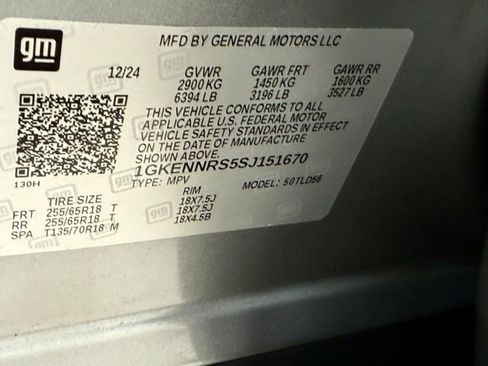 gm
MFD BY GENERAL MOTORS LLC
12/24 GVWR GAWR FRT GAWR RR
2900 KG 1450 KG 1600 KG
6394 LB 3196 LB 3527 LB
THIS VEHICLE CONFORMS TO ALL
APPLICABLE U.S. FEDERAL MOTOR
VEHICLE SAFETY STANDARDS IN EFFECT
ON THE DATE OF MANUFACTURE
SHOWN ABOVE.
1GKENNRS5SJ151670
130H TYPE: MPV MODEL: 50TLD56
TIRE SIZE RIM
FRT 255/65R18 T 18X7.5J
RR 255/65R18 T 18X7.5J
SPA T135/70R18 M 18X4.5B